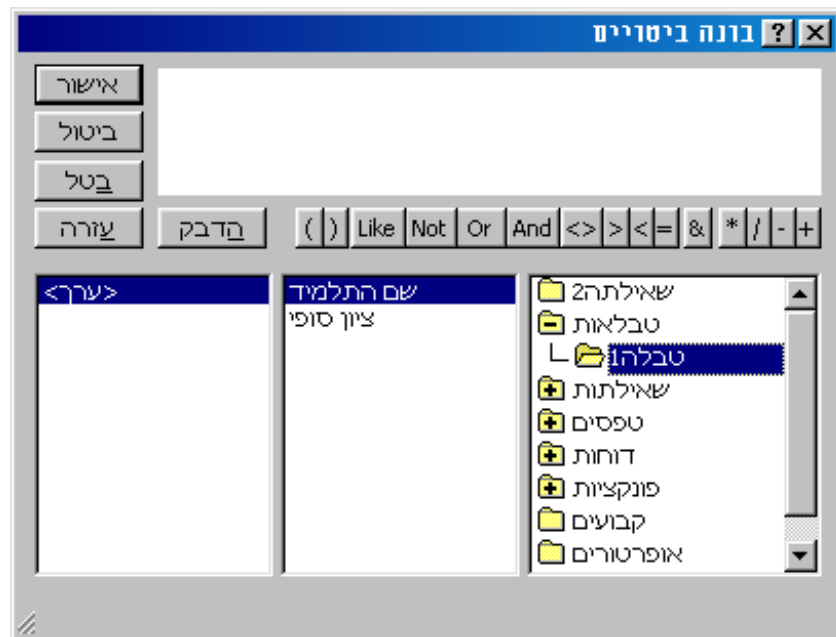 בונה ביטויים
אישור
ביטול
בטל
עזרה
הדבק
+ - / * & = < > <> And Or Not Like ) (
שאילתה2
טבלאות
טבלה1
שאילתות
טפסים
דוחות
פונקציות
קבועים
אופרטורים
שם התלמיד
ציון סופי
<ערך>